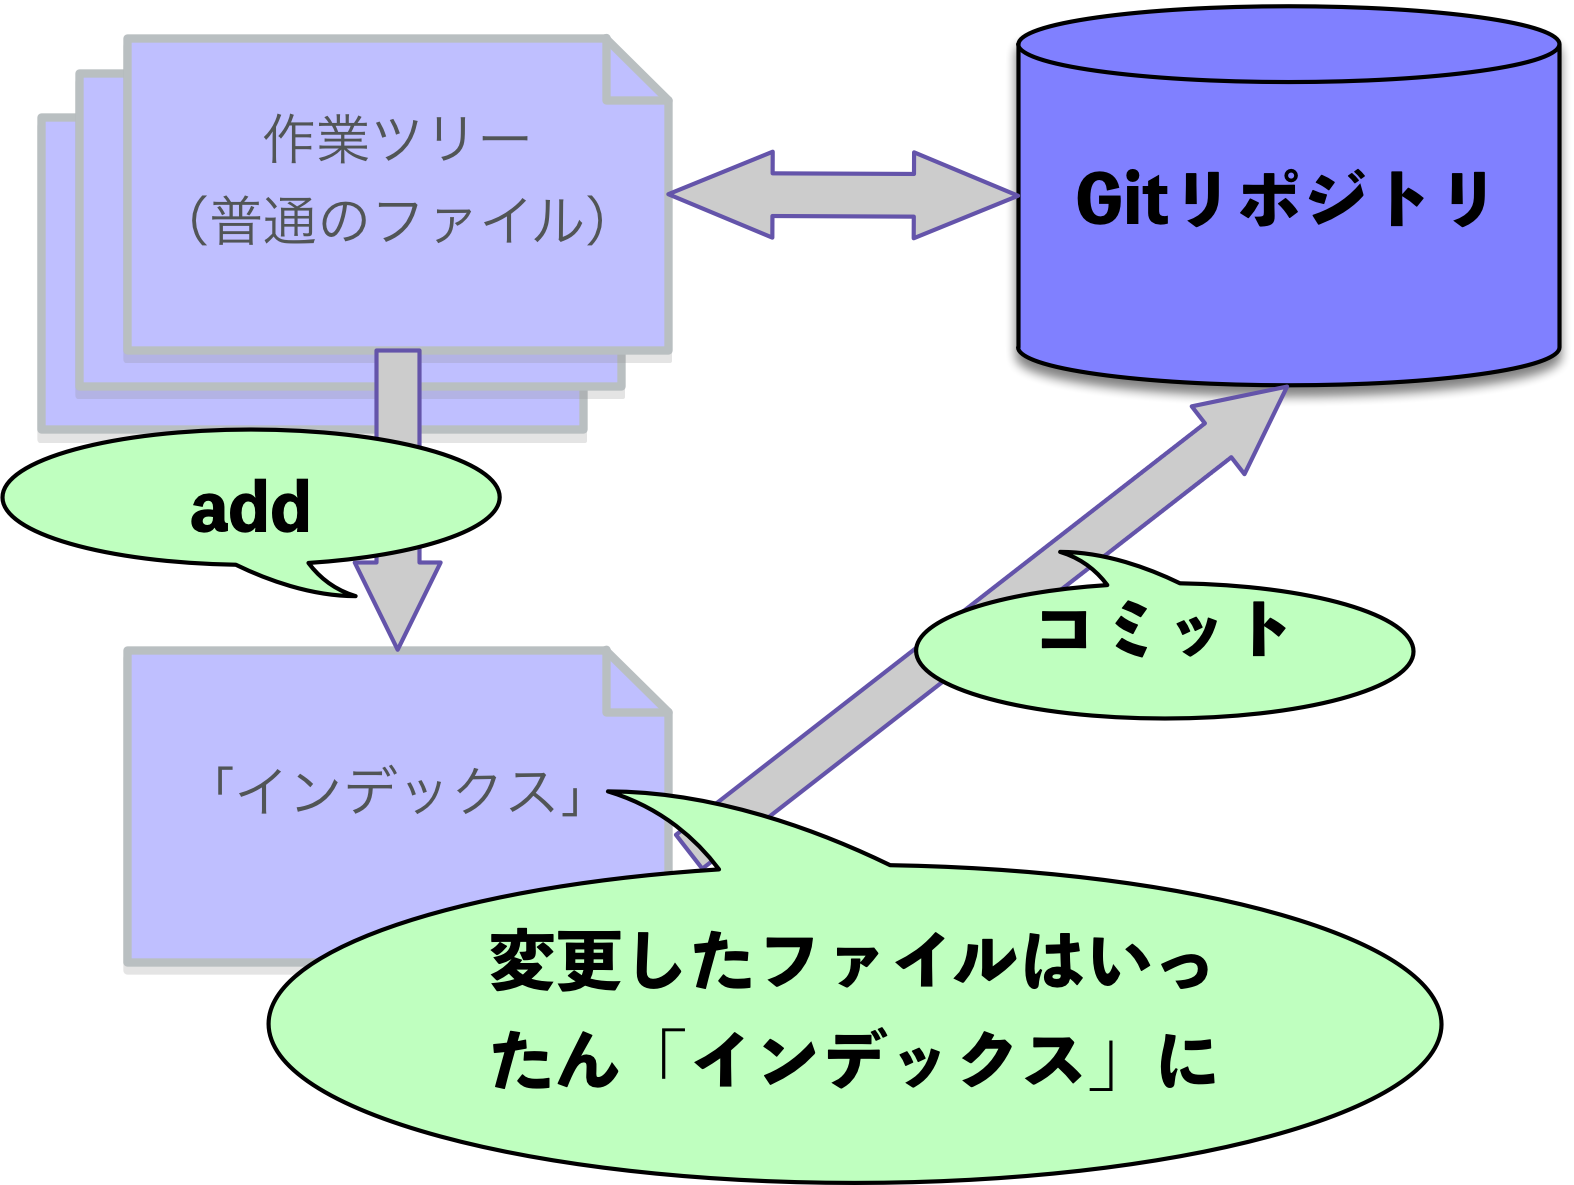 作業ツリー
（普通のファイル）
Gitリポジトリ
add
コミット
「インデックス」
変更したファイルはいっ
たん「インデックス」に